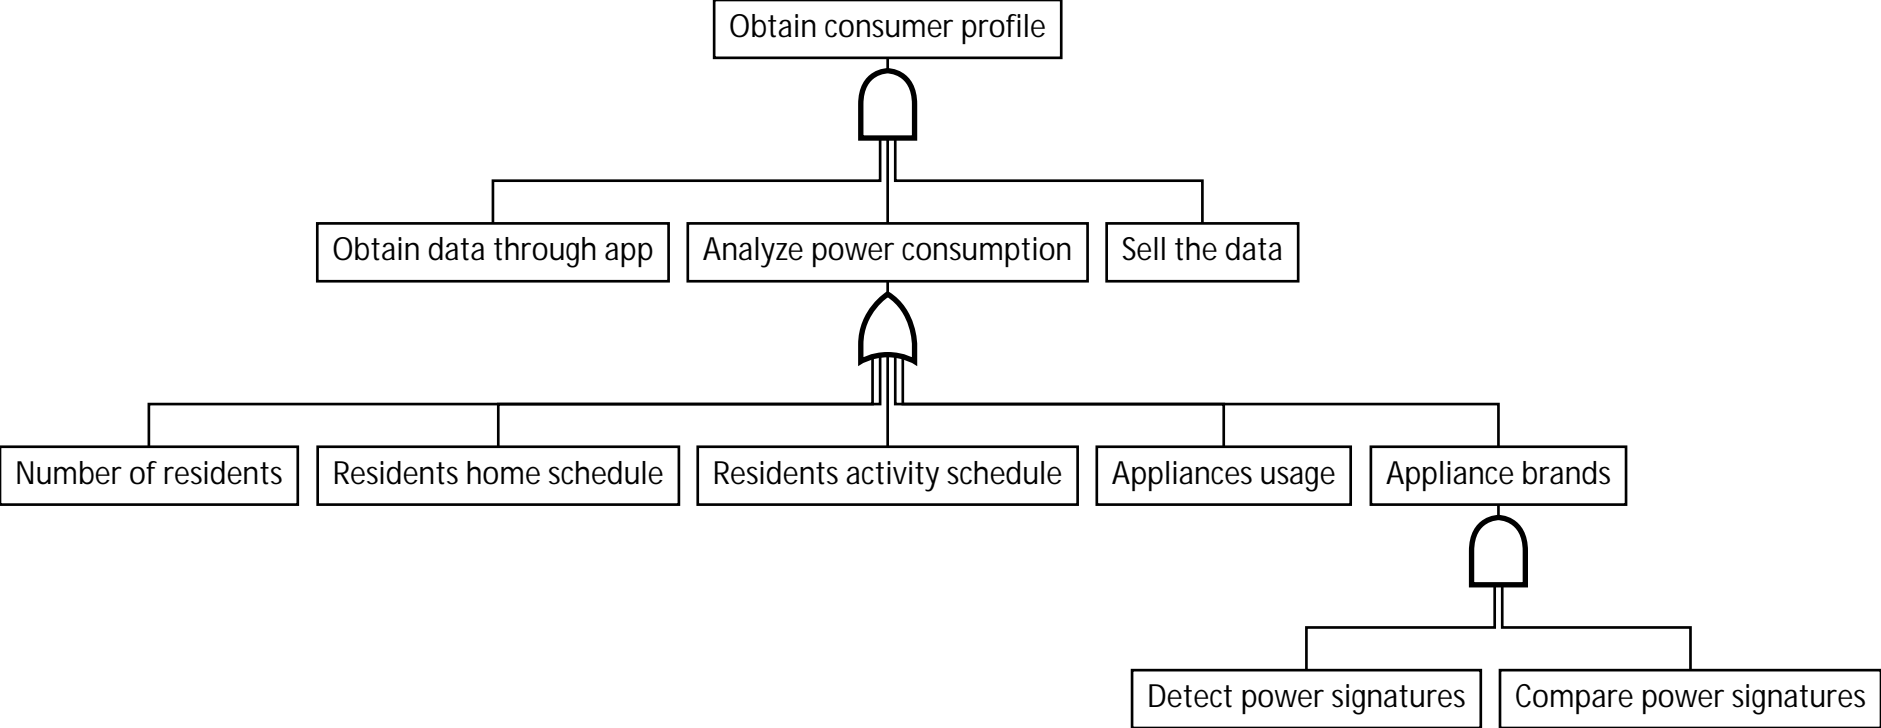 Obtain consumer profile
Obtain data through app
Analyze power consumption
Sell the data
Number of residents
Residents home schedule
Residents activity schedule
Appliances usage
Appliance brands
Detect power signatures
Compare power signatures